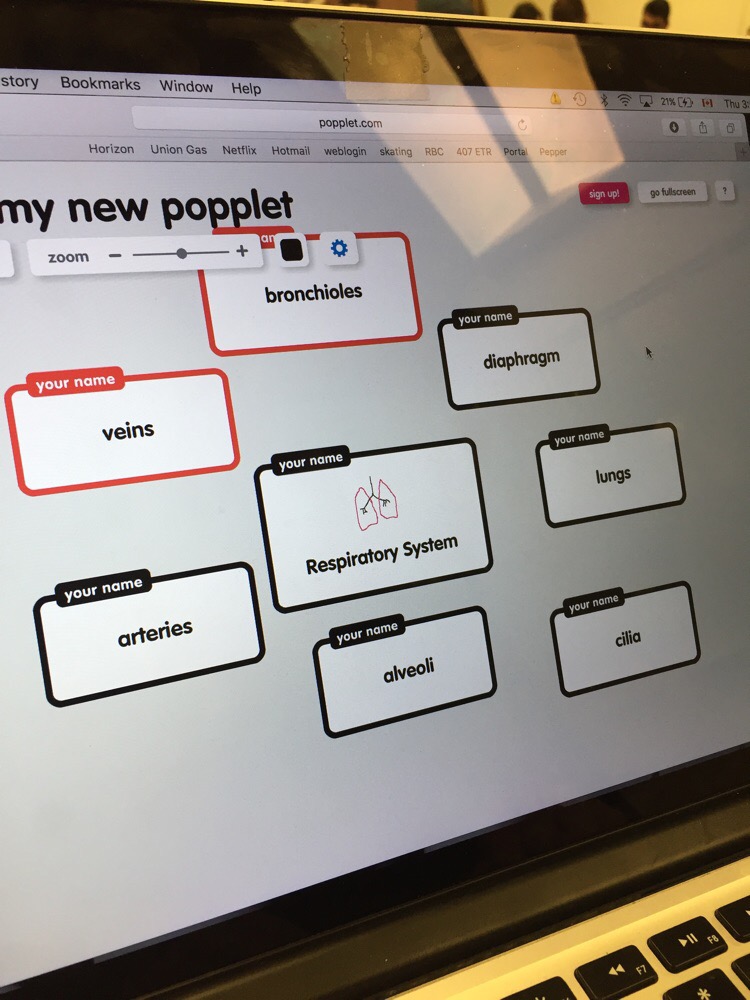 story Bookmarks Window Help
21% Thu 3:
popplet.com
Horizon Union Gas Netflix Hotmail weblogin skating RBC 407 ETR Portal Pepper
my new popplet
sign up! go fullscreen ?
zoom − +
bronchioles
your name
diaphragm
your name
veins
your name
lungs
your name
Respiratory System
your name
arteries
your name
alveoli
your name
cilia
F7
F8